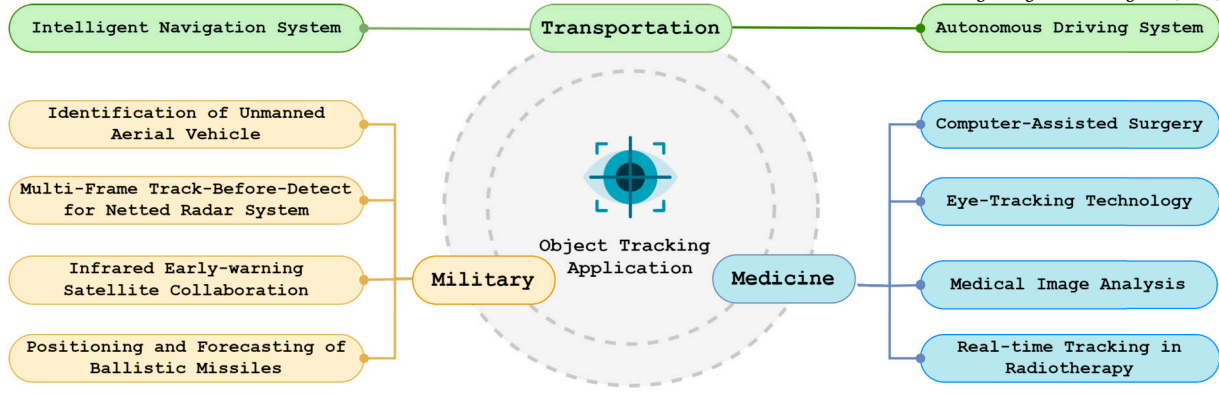 Intelligent Navigation System
Transportation
Autonomous Driving System
Identification of Unmanned
Aerial Vehicle
Multi-Frame Track-Before-Detect
for Netted Radar System
Infrared Early-warning
Satellite Collaboration
Positioning and Forecasting of
Ballistic Missiles
Military
Object Tracking
Application
Medicine
Computer-Assisted Surgery
Eye-Tracking Technology
Medical Image Analysis
Real-time Tracking in
Radiotherapy